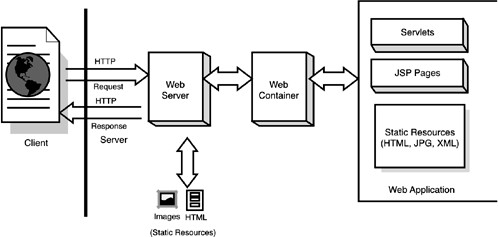 HTTP
Request
HTTP
Response
Client
Server
Web
Server
Web
Container
Servlets
JSP Pages
Static Resources
(HTML, JPG, XML)
Web Application
Images
HTML
(Static Resources)